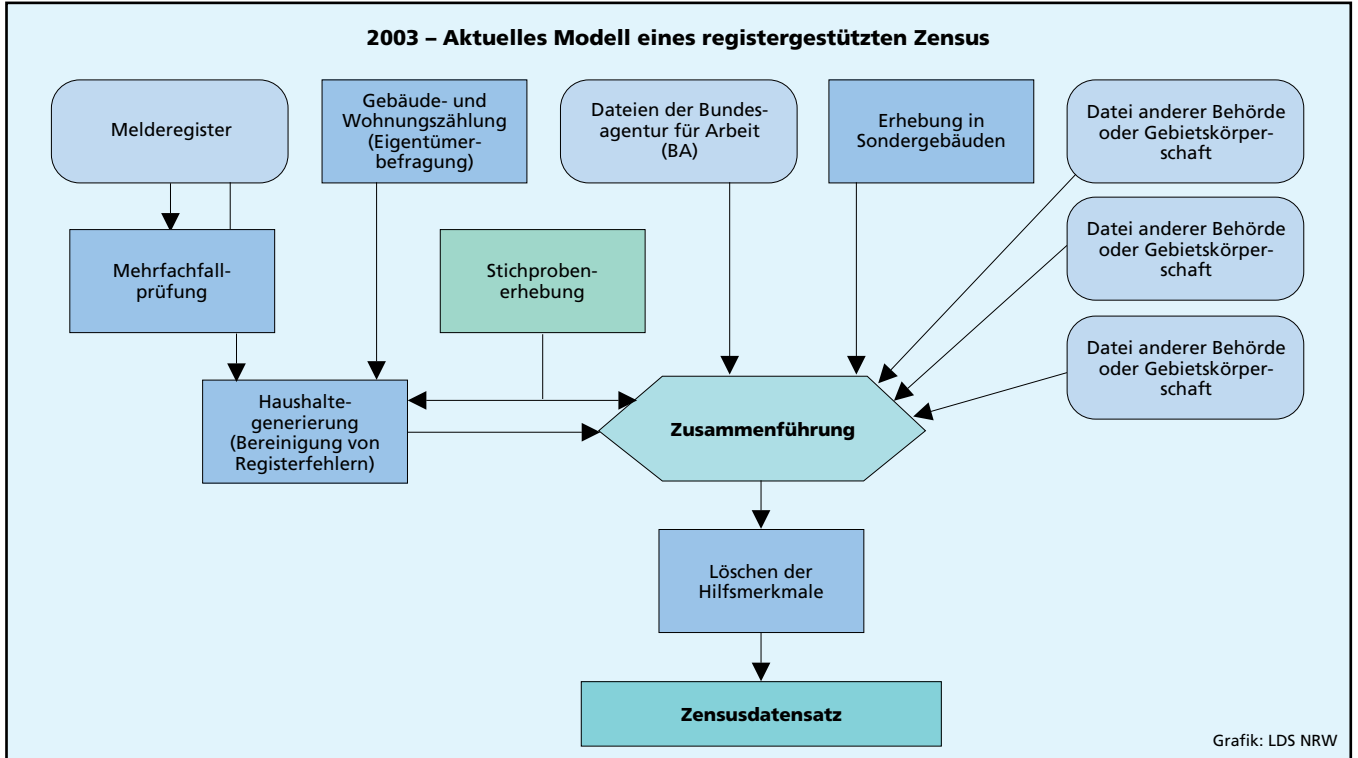 2003 – Aktuelles Modell eines registergestützten Zensus
Melderegister
Gebäude- und
Wohnungszählung
(Eigentümer-
befragung)
Dateien der Bundes-
agentur für Arbeit
(BA)
Erhebung in
Sondergebäuden
Datei anderer Behörde
oder Gebietskörper-
schaft
Mehrfachfall-
prüfung
Stichproben-
erhebung
Datei anderer Behörde
oder Gebietskörper-
schaft
Datei anderer Behörde
oder Gebietskörper-
schaft
Haushalte-
generierung
(Bereinigung von
Registerfehlern)
Zusammenführung
Löschen der
Hilfsmerkmale
Zensusdatensatz
Grafik: LDS NRW